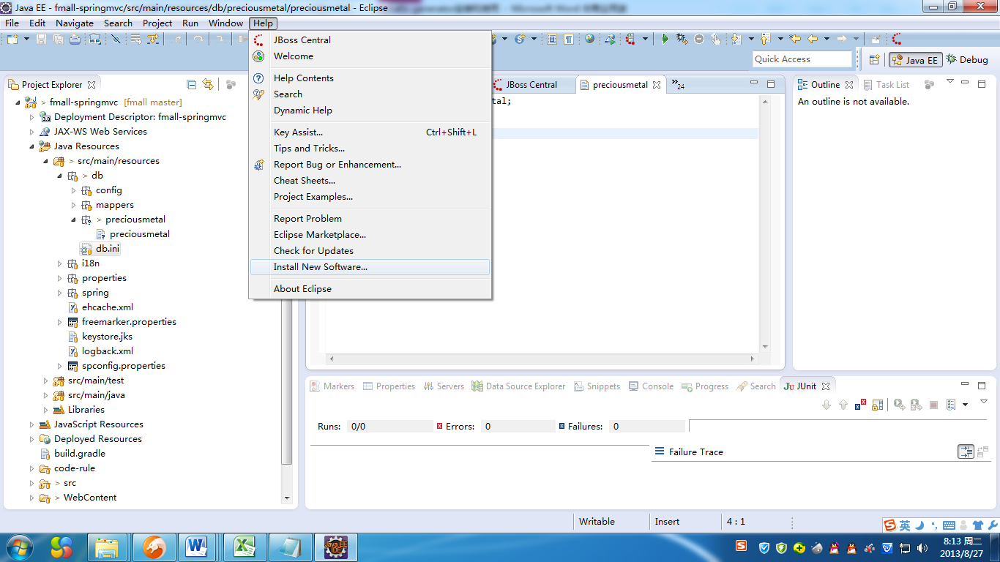 Java EE - fmall-springmvc/src/main/resources/db/preciousmetal/preciousmetal - Eclipse
File Edit Navigate Search Project Run Window Help
Quick Access
Java EE
Debug
JBoss Central
Welcome
Help Contents
Search
Dynamic Help
Key Assist... Ctrl+Shift+L
Tips and Tricks...
Report Bug or Enhancement...
Cheat Sheets...
Project Examples...
Report Problem
Eclipse Marketplace...
Check for Updates
Install New Software...
About Eclipse
Project Explorer
> fmall-springmvc [fmall master]
Deployment Descriptor: fmall-springmvc
JAX-WS Web Services
Java Resources
> src/main/resources
> db
config
mappers
> preciousmetal
preciousmetal
db.ini
i18n
properties
spring
ehcache.xml
freemarker.properties
keystore.jks
logback.xml
spconfig.properties
src/main/test
src/main/java
Libraries
JavaScript Resources
Deployed Resources
build.gradle
code-rule
> src
> WebContent
JBoss Central
preciousmetal
»24
tal;
Outline
Task List
An outline is not available.
Markers Properties Servers Data Source Explorer Snippets Console Progress Search JUnit
Runs: 0/0 Errors: 0 Failures: 0
Failure Trace
Writable Insert 4 : 1
英
8:13 周二
2013/8/27